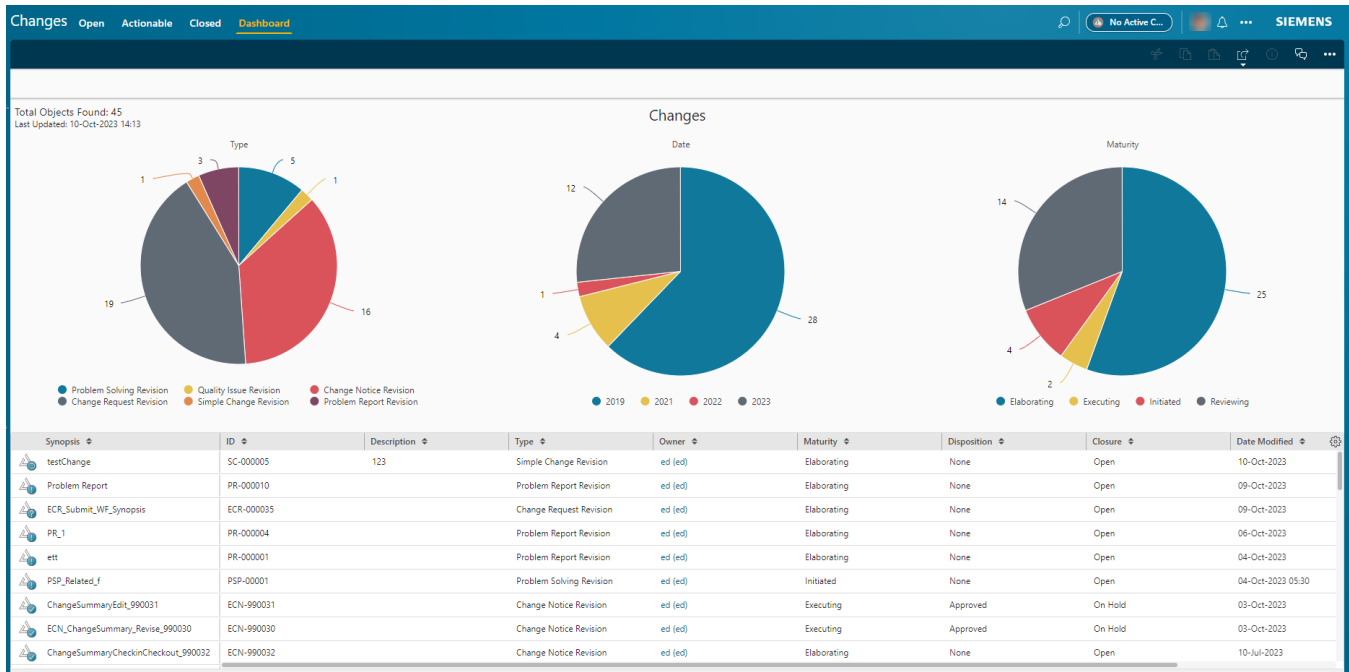 Changes Open Actionable Closed Dashboard No Active C... SIEMENS
Total Objects Found: 45
Last Updated: 10-Oct-2023 14:13
Changes
Type
3
5
1
1
19
16
Problem Solving Revision Quality Issue Revision Change Notice Revision
Change Request Revision Simple Change Revision Problem Report Revision
Date
12
1
4
28
2019 2021 2022 2023
Maturity
14
25
4
2
Elaborating Executing Initiated Reviewing
Synopsis ID Description Type Owner Maturity Disposition Closure Date Modified
testChange SC-000005 123 Simple Change Revision ed (ed) Elaborating None Open 10-Oct-2023
Problem Report PR-000010 Problem Report Revision ed (ed) Elaborating None Open 09-Oct-2023
ECR_Submit_WF_Synopsis ECR-000035 Change Request Revision ed (ed) Elaborating None Open 09-Oct-2023
PR_1 PR-000004 Problem Report Revision ed (ed) Elaborating None Open 06-Oct-2023
ett PR-000001 Problem Report Revision ed (ed) Elaborating None Open 04-Oct-2023
PSP_Related_f PSP-00001 Problem Solving Revision ed (ed) Initiated None Open 04-Oct-2023 05:30
ChangeSummaryEdit_990031 ECN-990031 Change Notice Revision ed (ed) Executing Approved On Hold 03-Oct-2023
ECN_ChangeSummary_Revise_990030 ECN-990030 Change Notice Revision ed (ed) Executing Approved On Hold 03-Oct-2023
ChangeSummaryCheckinCheckout_990032 ECN-990032 Change Notice Revision ed (ed) Elaborating None Open 10-Jul-2023